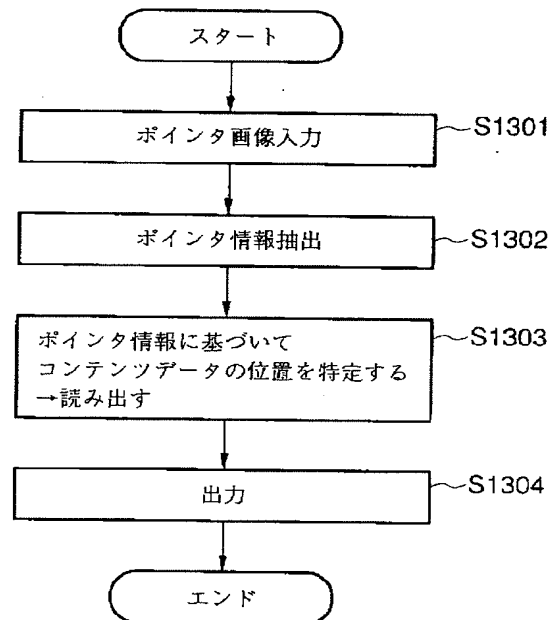 スタート
ポインタ画像入力
S1301
ポインタ情報抽出
S1302
ポインタ情報に基づいて
コンテンツデータの位置を特定する
→読み出す
S1303
出力
S1304
エンド